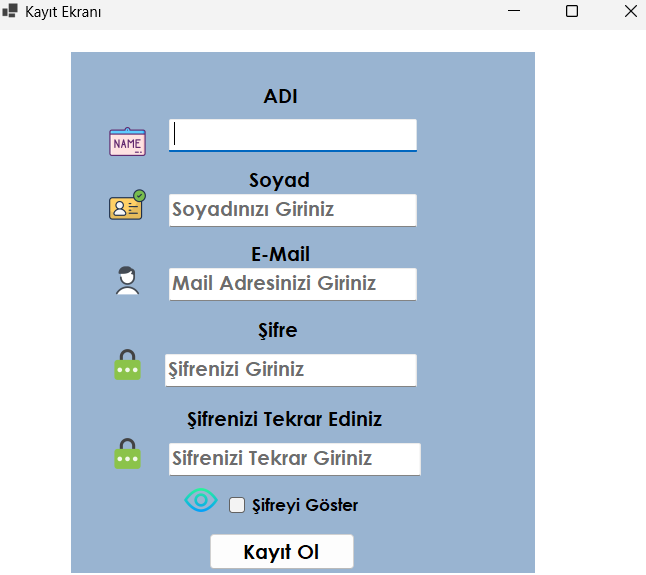 Kayıt Ekranı
ADI
NAME
Soyad
Soyadınızı Giriniz
E-Mail
Mail Adresinizi Giriniz
Şifre
Şifrenizi Giriniz
Şifrenizi Tekrar Ediniz
Sifrenizi Tekrar Giriniz
Şifreyi Göster
Kayıt Ol